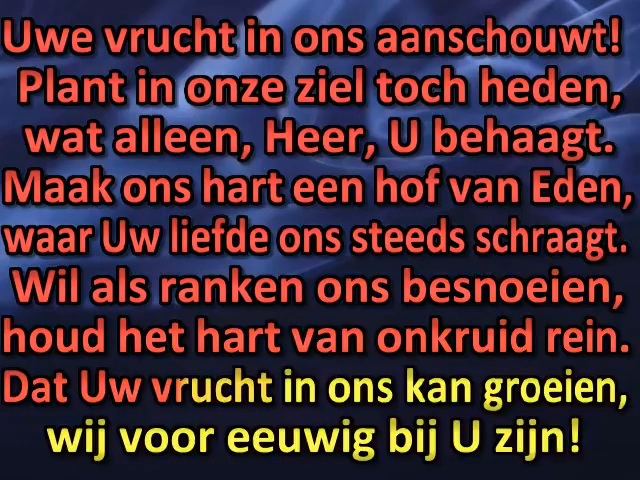 Uwe vrucht in ons aanschouwt!
Plant in onze ziel toch heden,
wat alleen, Heer, U behaagt.
Maak ons hart een hof van Eden,
waar Uw liefde ons steeds schraagt.
Wil als ranken ons besnoeien,
houd het hart van onkruid rein.
Dat Uw vrucht in ons kan groeien,
wij voor eeuwig bij U zijn!